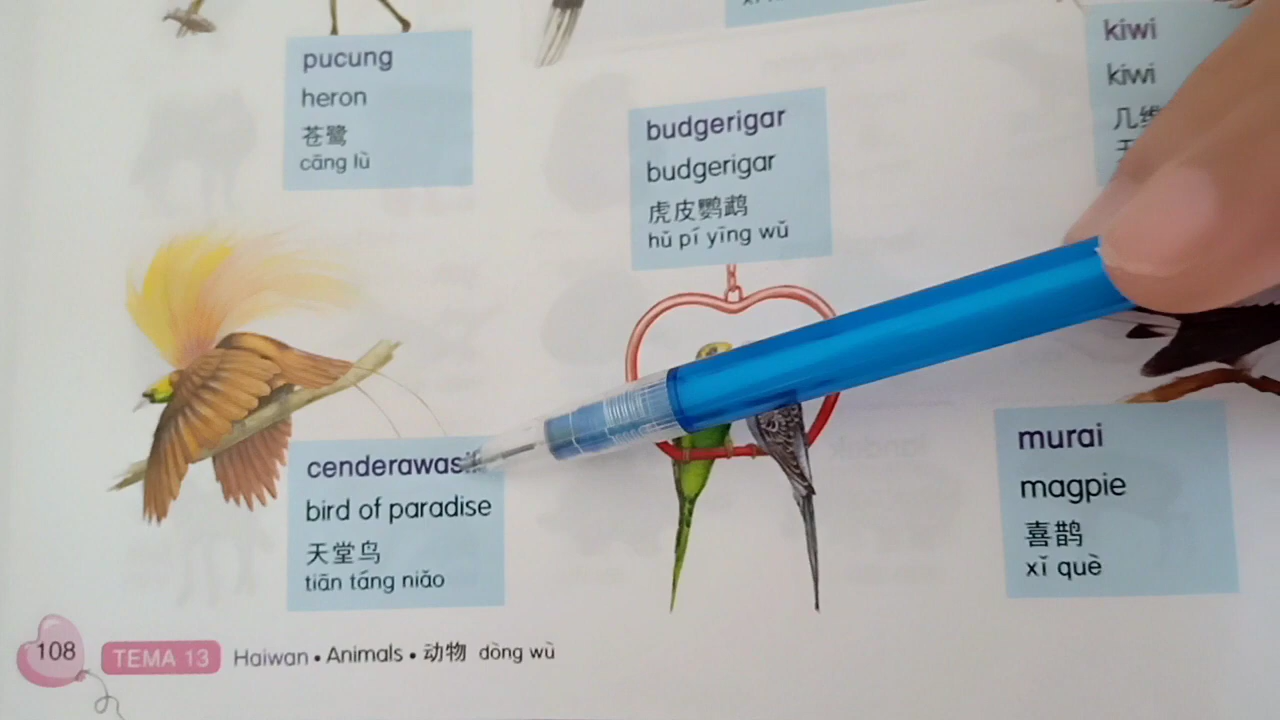 pucung
heron
苍鹭
cāng lù
budgerigar
budgerigar
虎皮鹦鹉
hǔ pí yīng wǔ
kiwi
kiwi
cenderawasih
bird of paradise
天堂鸟
tiān táng niǎo
murai
magpie
喜鹊
xǐ què
108
TEMA 13
Haiwan • Animals • 动物 dòng wù